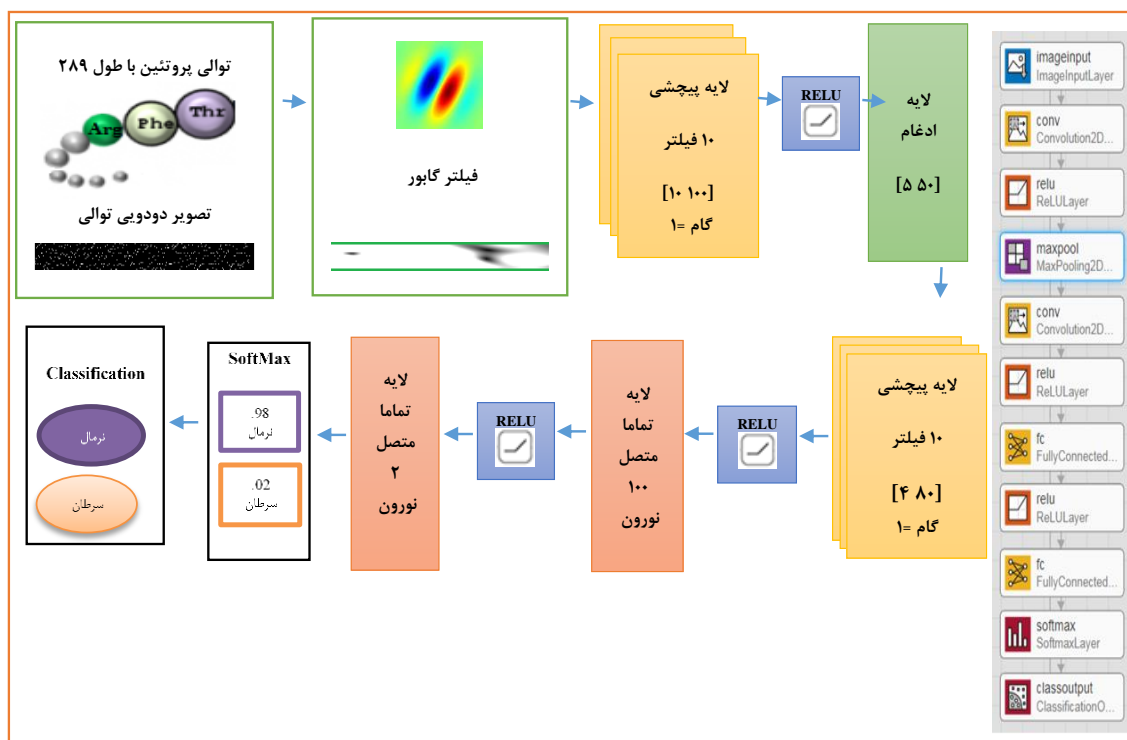 توالی پروتئین با طول ۲۸۹
Arg
Phe
Thr
تصویر دودویی توالی
فیلتر گابور
لایه پیچشی
۱۰ فیلتر
[۱۰ ۱۰۰]
گام =۱
RELU
لایه
ادغام
[۵ ۵۰]
لایه پیچشی
۱۰ فیلتر
[۴ ۸۰]
گام =۱
RELU
لایه
تماما
متصل
۱۰۰
نورون
RELU
لایه
تماما
متصل
۲
نورون
SoftMax
.98
نرمال
.02
سرطان
Classification
نرمال
سرطان
imageinput
ImageInputLayer
conv
Convolution2D...
relu
ReLULayer
maxpool
MaxPooling2D...
conv
Convolution2D...
relu
ReLULayer
fc
FullyConnected...
relu
ReLULayer
fc
FullyConnected...
softmax
SoftmaxLayer
classoutput
ClassificationO...